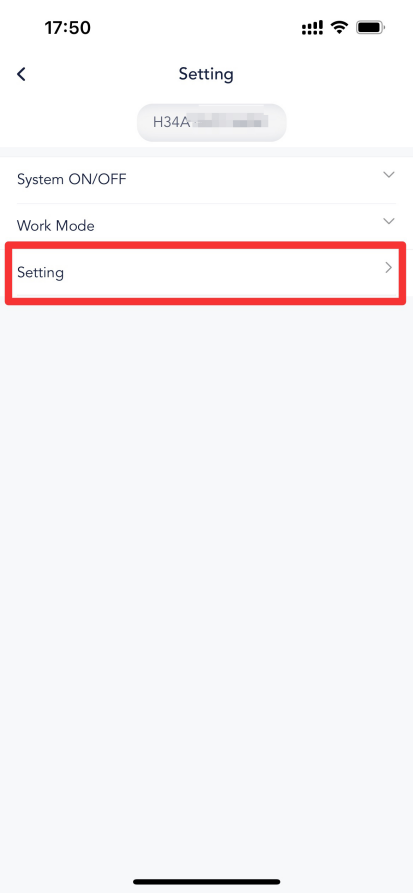 17:50
Setting
H34A
System ON/OFF
Work Mode
Setting